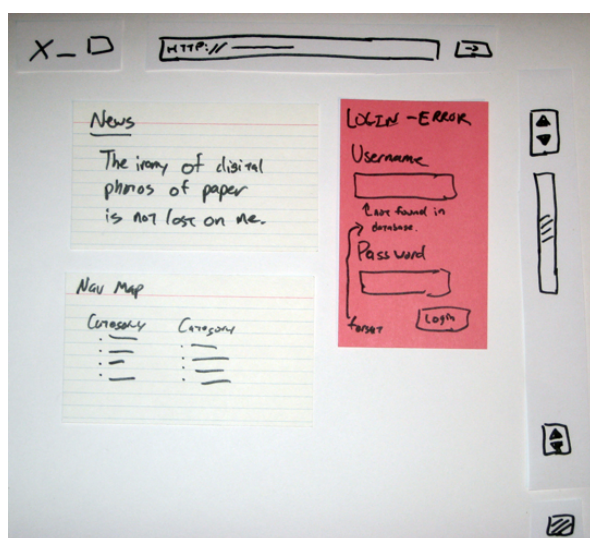 X _ D
HTTP://
News
The irony of digital
photos of paper
is not lost on me.
Nav Map
Category Category
LOGIN - ERROR
Username
not found in
database.
Password
forgot
Login